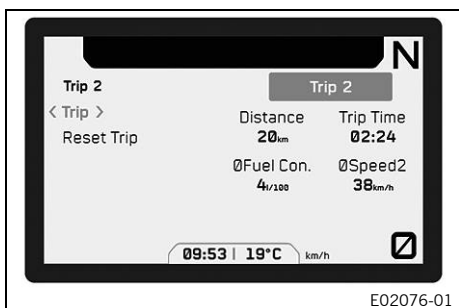 N
Trip 2
Trip 2
< Trip >
Distance
Trip Time
Reset Trip
20km
02:24
ØFuel Con.
ØSpeed2
4l/100
38km/h
09:53 | 19°C
km/h
0
E02076-01